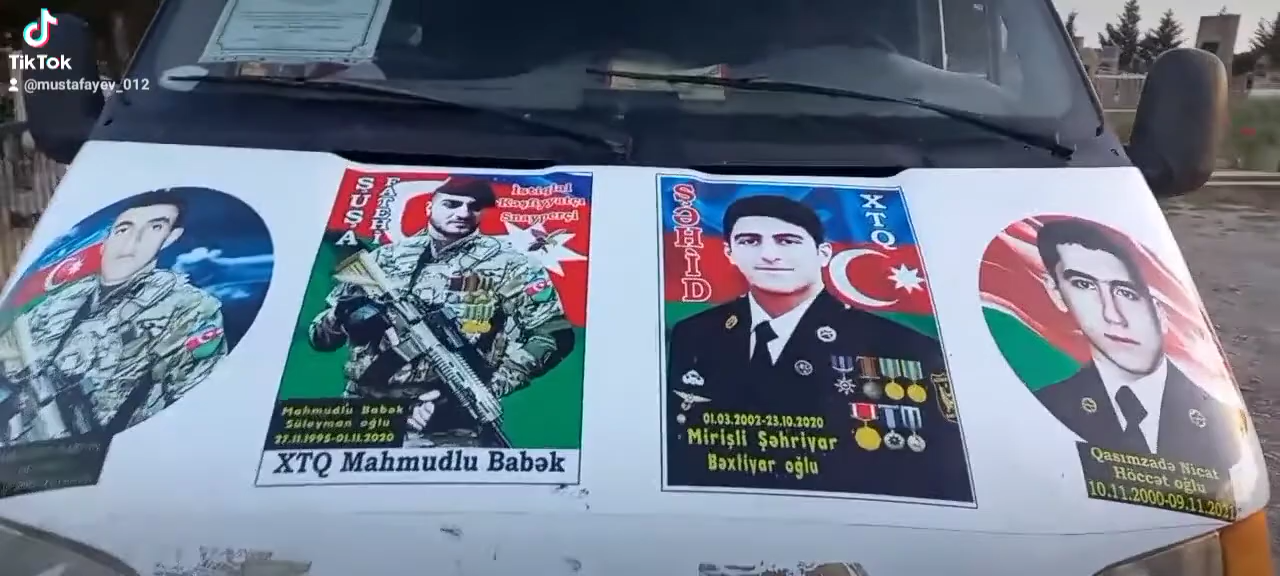 TikTok
@mustafayev_012
ŞUŞA
FATEHİ
İstiqlal
Kəşfiyyatçı
Snayperçi
Mahmudlu Babək
Süleyman oğlu
27.11.1995-01.11.2020
XTQ Mahmudlu Babək
ŞƏHİD
XTQ
01.03.2002-23.10.2020
Mirişli Şəhriyar
Bəxtiyar oğlu
Qasımzadə Nicat
Höccət oğlu
10.11.2000-09.11.2021